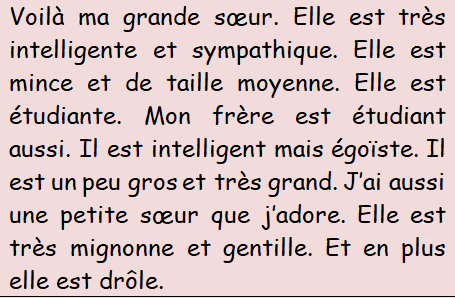 Voilà ma grande sœur. Elle est très
intelligente et sympathique. Elle est
mince et de taille moyenne. Elle est
étudiante. Mon frère est étudiant
aussi. Il est intelligent mais égoïste. Il
est un peu gros et très grand. J'ai aussi
une petite sœur que j'adore. Elle est
très mignonne et gentille. Et en plus
elle est drôle.